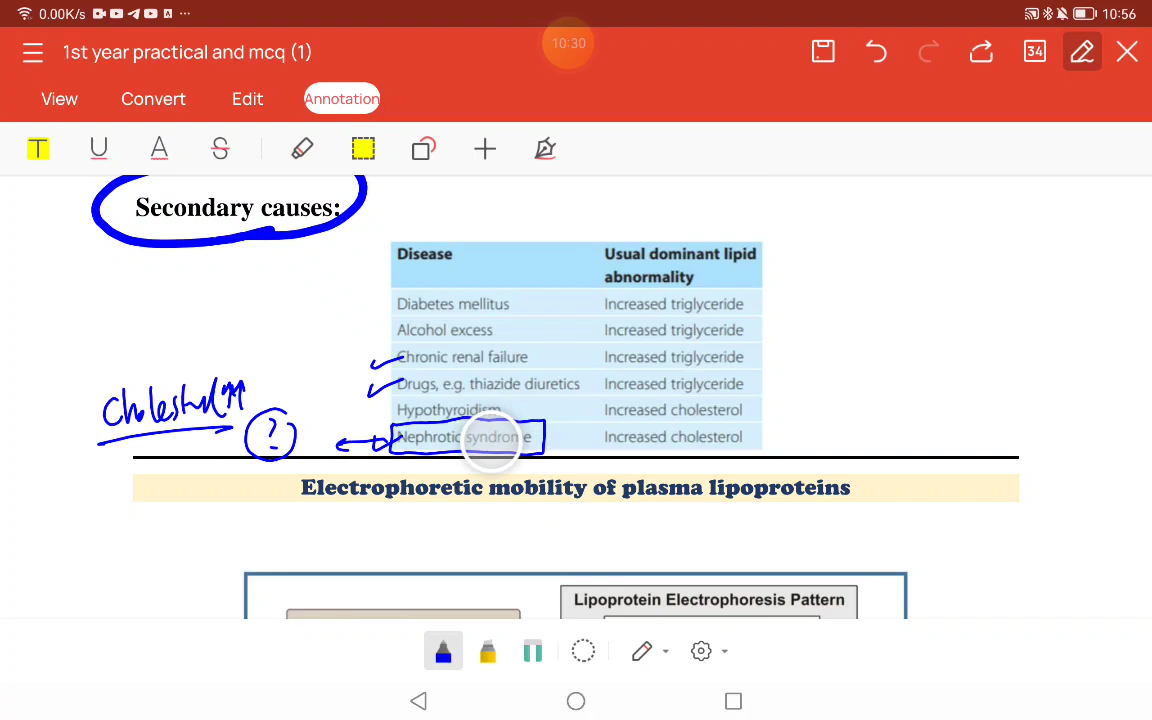 0.00K/s
10:56
10:30
1st year practical and mcq (1)
34
View Convert Edit Annotation
T U A S
Secondary causes:
Disease Usual dominant lipid
abnormality
Diabetes mellitus Increased triglyceride
Alcohol excess Increased triglyceride
Chronic renal failure Increased triglyceride
Drugs, e.g. thiazide diuretics Increased triglyceride
Hypothyroidism Increased cholesterol
Nephrotic syndrome Increased cholesterol
?
Electrophoretic mobility of plasma lipoproteins
Lipoprotein Electrophoresis Pattern